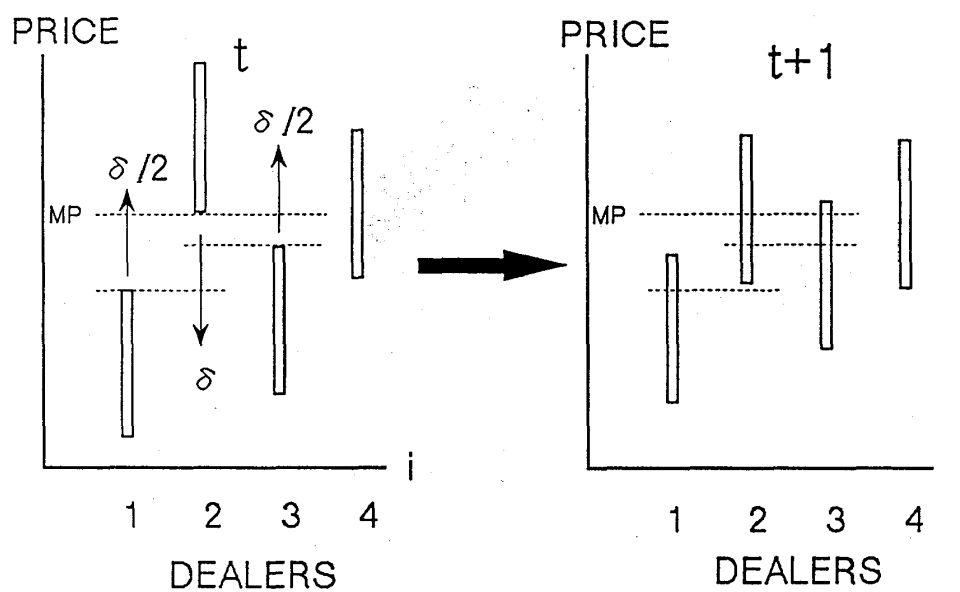 PRICE
t
δ/2
δ/2
MP
δ
i
1 2 3 4
DEALERS
PRICE
t+1
MP
1 2 3 4
DEALERS